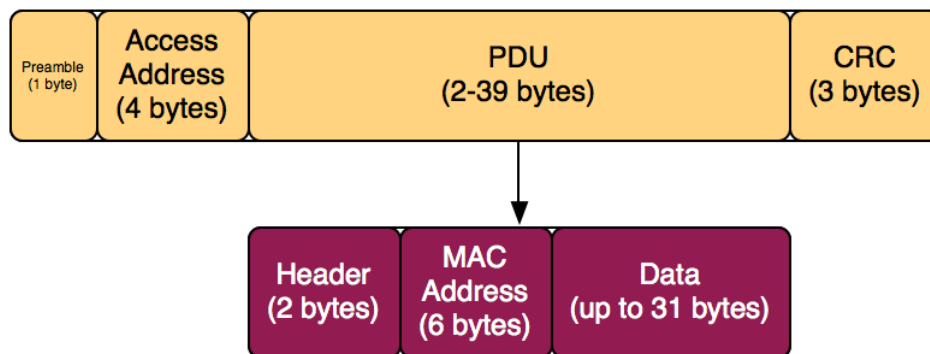 Preamble
(1 byte)
Access
Address
(4 bytes)
PDU
(2-39 bytes)
CRC
(3 bytes)
Header
(2 bytes)
MAC
Address
(6 bytes)
Data
(up to 31 bytes)